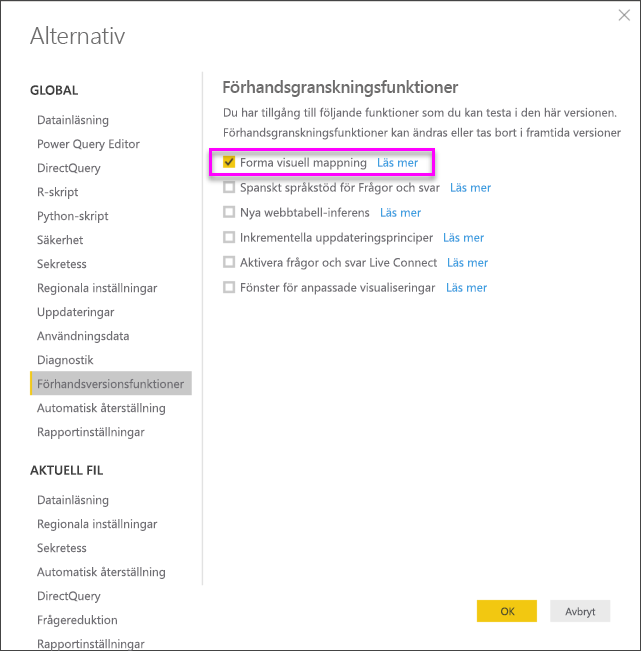 Alternativ
GLOBAL
Datainläsning
Power Query Editor
DirectQuery
R-skript
Python-skript
Säkerhet
Sekretess
Regionala inställningar
Uppdateringar
Användningsdata
Diagnostik
Förhandsversionsfunktioner
Automatisk återställning
Rapportinställningar
AKTUELL FIL
Datainläsning
Regionala inställningar
Sekretess
Automatisk återställning
DirectQuery
Frågereduktion
Rapportinställningar
Förhandsgranskningsfunktioner
Du har tillgång till följande funktioner som du kan testa i den här versionen.
Förhandsgranskningsfunktioner kan ändras eller tas bort i framtida versioner
Forma visuell mappning Läs mer
Spanskt språkstöd för Frågor och svar Läs mer
Nya webbtabell-inferens Läs mer
Inkrementella uppdateringsprinciper Läs mer
Aktivera frågor och svar Live Connect Läs mer
Fönster för anpassade visualiseringar Läs mer
OK Avbryt